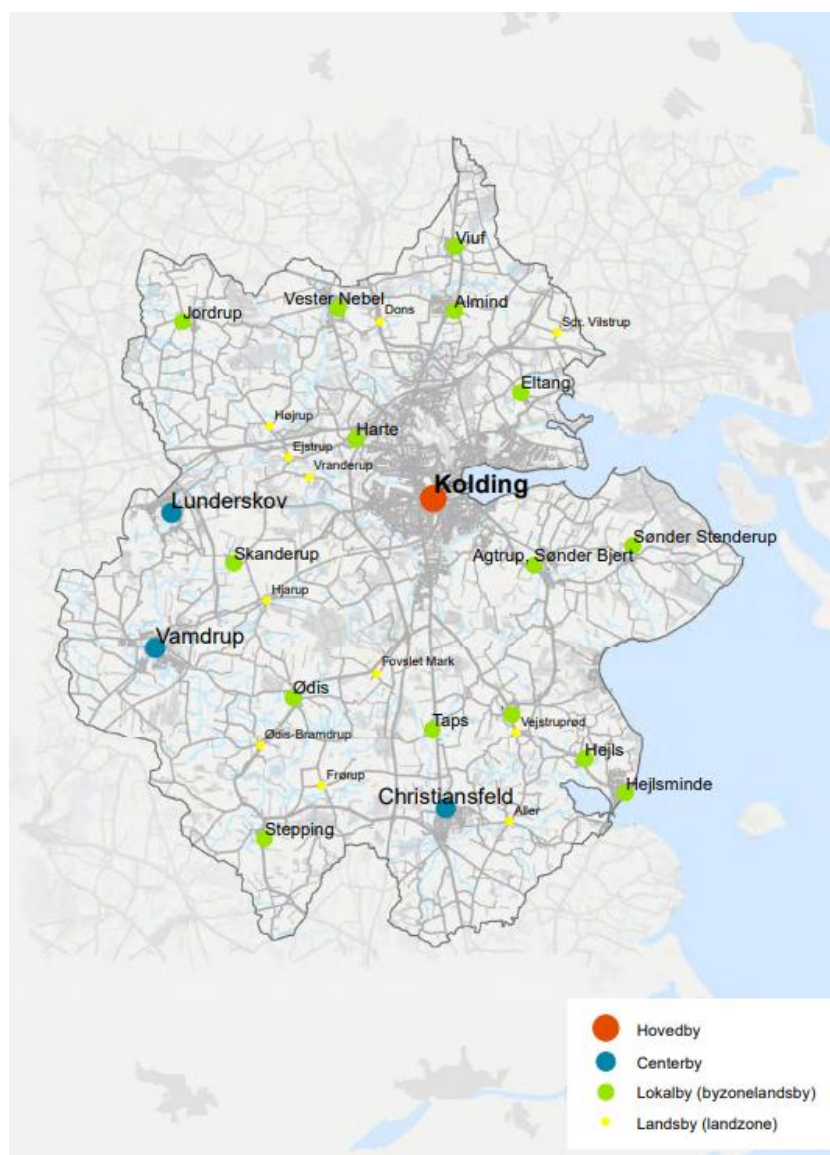 Viuf
Vester Nebel
Almind
Dons
Jordrup
Sdr. Vilstrup
Eltang
Højrup
Harte
Ejstrup
Vranderup
Kolding
Lunderskov
Sønder Stenderup
Skanderup
Agtrup, Sønder Bjert
Hjarup
Vamdrup
Fovslet Mark
Ødis
Taps
Vejstruprød
Ødis-Bramdrup
Hejls
Frørup
Hejlsminde
Christiansfeld
Aller
Stepping
Hovedby
Centerby
Lokalby (byzonelandsby)
Landsby (landzone)